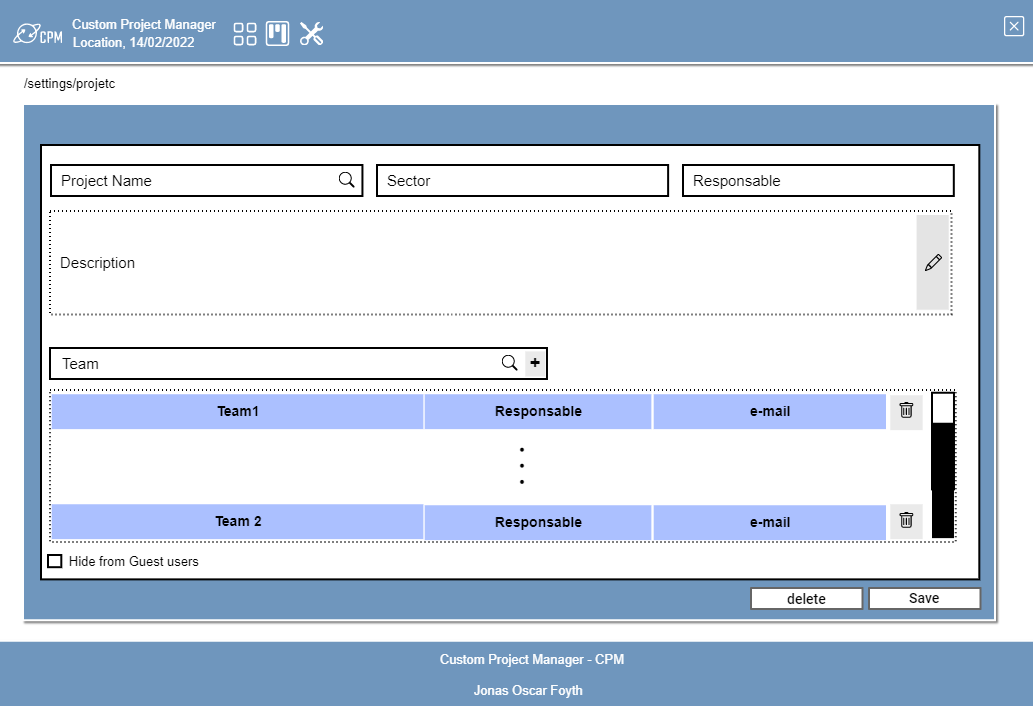 CPM
Custom Project Manager
Location, 14/02/2022
/settings/projetc
Project Name
Sector
Responsable
Description
Team
+
Team1
Responsable
e-mail
Team 2
Responsable
e-mail
Hide from Guest users
delete
Save
Custom Project Manager - CPM
Jonas Oscar Foyth